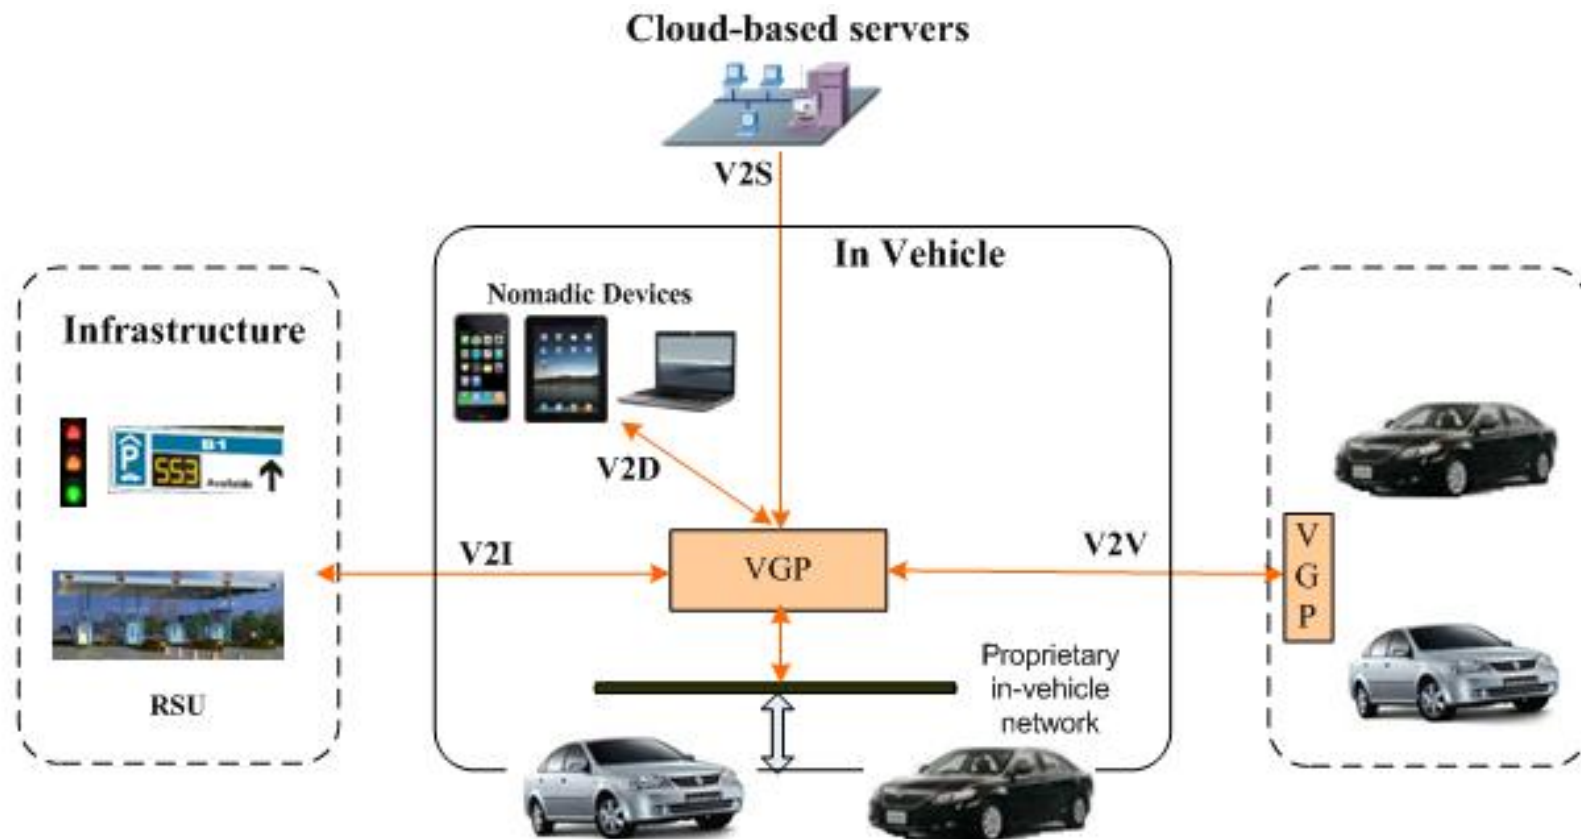 Cloud-based servers
V2S
In Vehicle
Nomadic Devices
Infrastructure
B1
P
553
Available
V2D
V2I
VGP
V2V
V
G
P
Proprietary
in-vehicle
network
RSU